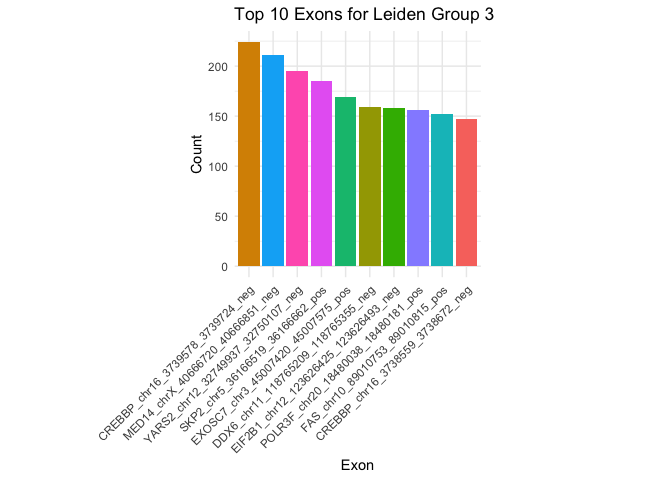 Top 10 Exons for Leiden Group 3
Count
200
150
100
50
0
CREBBP_chr16_3739578_3739724_neg
MED14_chrX_40666720_40666851_neg
YARS2_chr12_32749937_32750107_neg
SKP2_chr5_36166519_36166662_pos
EXOSC7_chr3_45007420_45007575_pos
DDX6_chr11_118765209_118765355_neg
EIF2B1_chr12_123626425_123626493_neg
POLR3F_chr20_18480038_18480181_pos
FAS_chr10_89010753_89010815_pos
CREBBP_chr16_3738559_3738672_neg
Exon